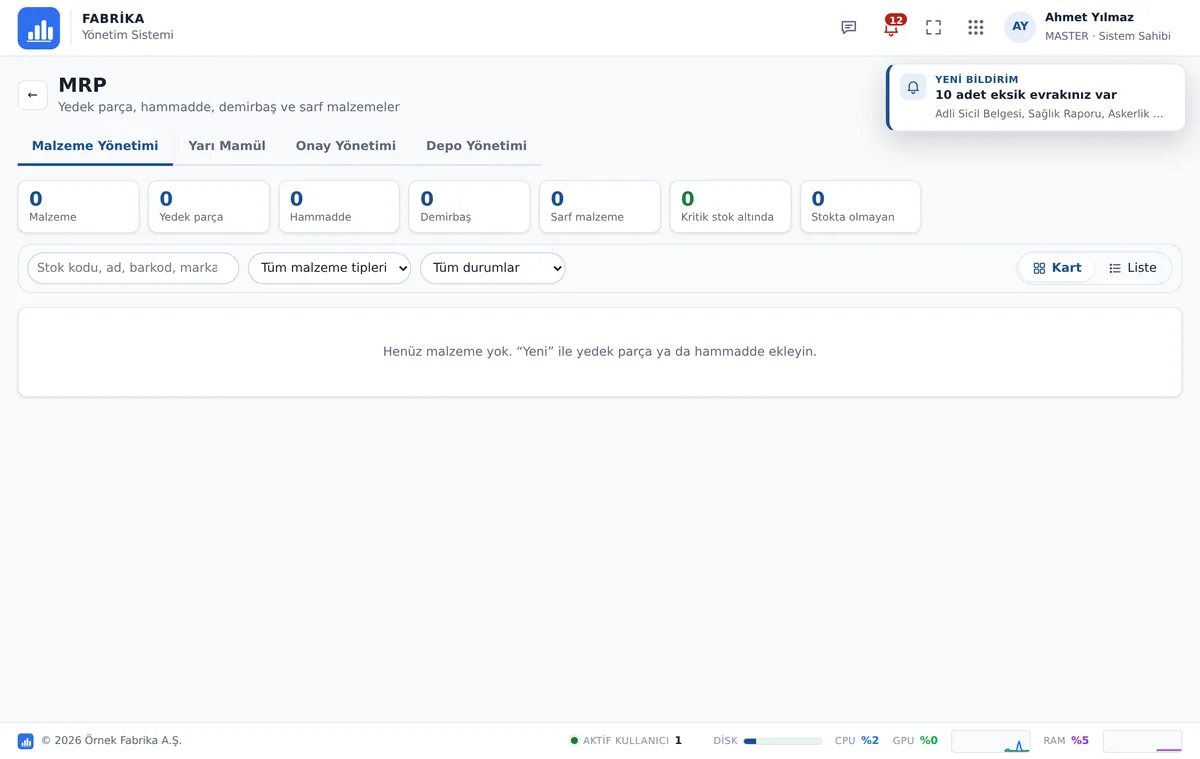 FABRİKA
Yönetim Sistemi
12
AY
Ahmet Yılmaz
MASTER · Sistem Sahibi
←
MRP
Yedek parça, hammadde, demirbaş ve sarf malzemeler
YENİ BİLDİRİM
10 adet eksik evrakınız var
Adli Sicil Belgesi, Sağlık Raporu, Askerlik ...
Malzeme Yönetimi
Yarı Mamül
Onay Yönetimi
Depo Yönetimi
0
Malzeme
0
Yedek parça
0
Hammadde
0
Demirbaş
0
Sarf malzeme
0
Kritik stok altında
0
Stokta olmayan
Stok kodu, ad, barkod, marka
Tüm malzeme tipleri
Tüm durumlar
Kart
Liste
Henüz malzeme yok. “Yeni” ile yedek parça ya da hammadde ekleyin.
© 2026 Örnek Fabrika A.Ş.
AKTİF KULLANICI 1
DİSK
CPU %2
GPU %0
RAM %5